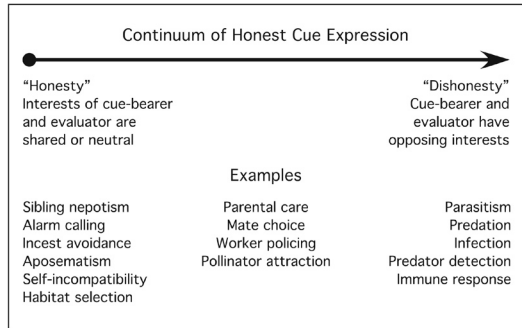 Continuum of Honest Cue Expression
“Honesty”
Interests of cue-bearer
and evaluator are
shared or neutral
“Dishonesty”
Cue-bearer and
evaluator have
opposing interests
Examples
Sibling nepotism
Alarm calling
Incest avoidance
Aposematism
Self-incompatibility
Habitat selection
Parental care
Mate choice
Worker policing
Pollinator attraction
Parasitism
Predation
Infection
Predator detection
Immune response